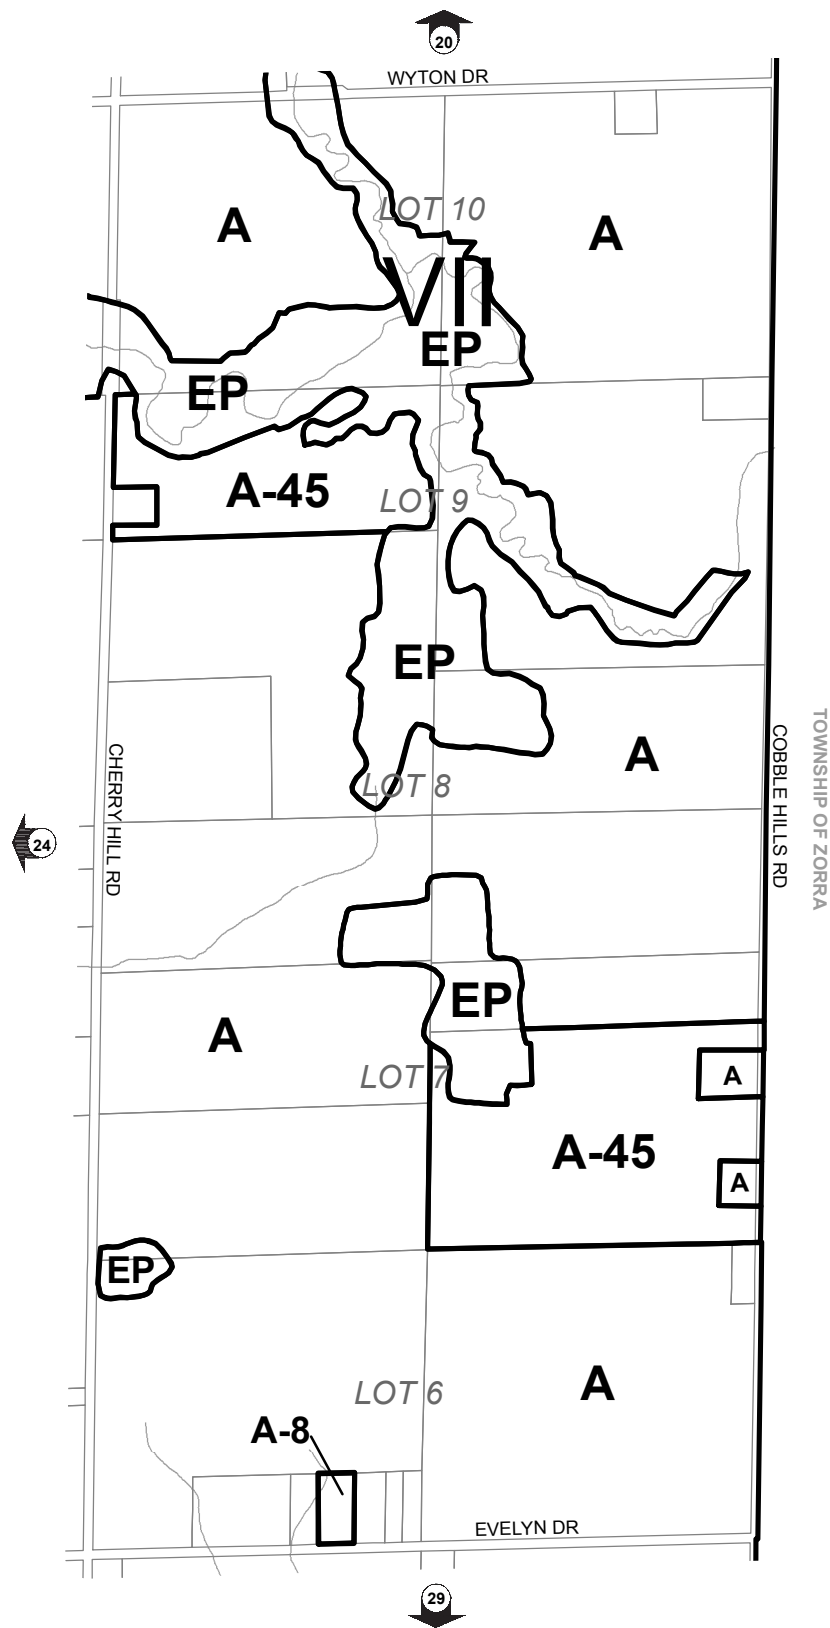 20
WYTON DR
LOT 10
A
A
VII
EP
EP
A-45
LOT 9
EP
A
TOWNSHIP OF ZORRA
COBBLE HILLS RD
CHERRY HILL RD
LOT 8
24
EP
A
LOT 7
A
A-45
A
EP
LOT 6
A
A-8
EVELYN DR
29